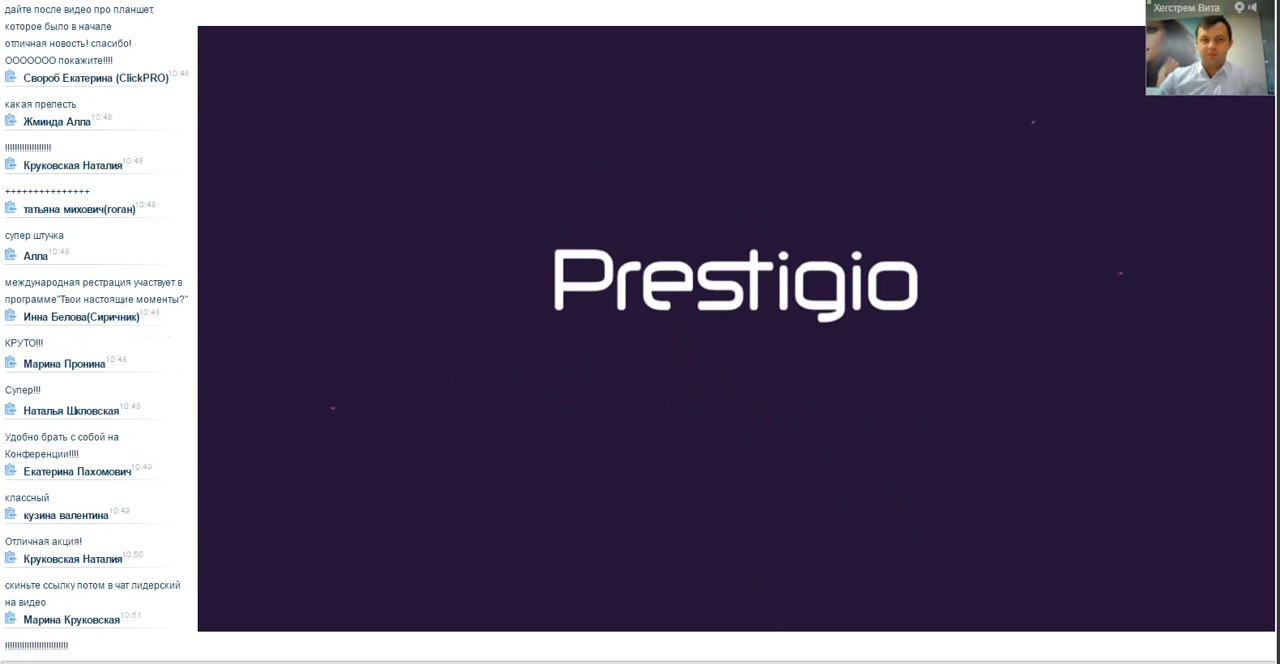 дайте после видео про планшет,
которое было в начале
отличная новость! спасибо!
ООООООО покажите!!!!
Свороб Екатерина (ClickPRO) 10:48
какая прелесть
Жминда Алла 10:48
!!!!!!!!!!!!!!!!!!!
Круковская Наталия 10:48
+++++++++++++++
татьяна михович(гоган) 10:48
супер штучка
Алла 10:48
международная рестрация участвует в
программе"Твои настоящие моменты?"
Инна Белова(Сиричник) 10:48
КРУТО!!!
Марина Пронина 10:48
Супер!!!
Наталья Шкловская 10:48
Удобно брать с собой на
Конференции!!!!
Екатерина Пахомович 10:49
классный
кузина валентина 10:49
Отличная акция!
Круковская Наталия 10:50
скиньте ссылку потом в чат лидерский
на видео
Марина Круковская 10:51
!!!!!!!!!!!!!!!!!!!!!!!!!!
Prestigio
Хегстрем Вита